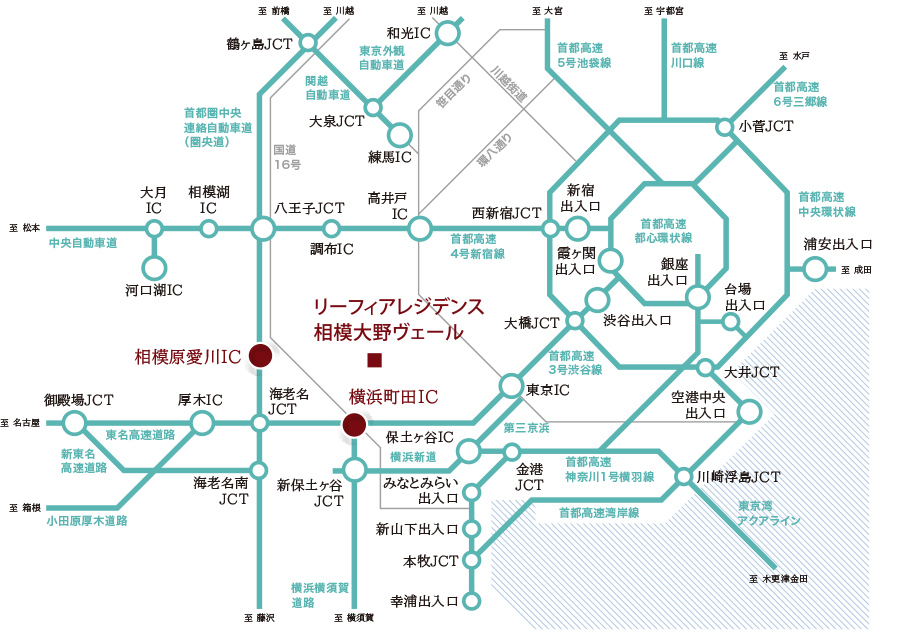 至 前橋
至 川越
至 川越
至 大宮
至 宇都宮
鶴ヶ島JCT
和光IC
東京外観
自動車道
首都高速
5号池袋線
首都高速
川口線
至 水戸
関越
自動車道
笹目通り
川越街道
首都高速
6号三郷線
首都圏中央
連絡自動車道
（圏央道）
大泉JCT
小菅JCT
国道
16号
練馬IC
環八通り
大月
IC
相模湖
IC
八王子JCT
高井戸
IC
西新宿JCT
新宿
出入口
首都高速
都心環状線
首都高速
中央環状線
至 松本
中央自動車道
調布IC
首都高速
4号新宿線
霞ヶ関
出入口
銀座
出入口
浦安出入口
至 成田
河口湖IC
台場
出入口
リーフィアレジデンス
相模大野ヴェール
大橋JCT
渋谷出入口
相模原愛川IC
首都高速
3号渋谷線
大井JCT
横浜町田IC
東京IC
空港中央
出入口
御殿場JCT
厚木IC
海老名
JCT
至 名古屋
東名高速道路
保土ヶ谷IC
第三京浜
新東名
高速道路
横浜新道
海老名南
JCT
新保土ヶ谷
JCT
みなとみらい
出入口
金港
JCT
首都高速
神奈川1号横羽線
川崎浮島JCT
至 箱根
小田原厚木道路
首都高速湾岸線
東京湾
アクアライン
新山下出入口
本牧JCT
至 木更津金田
横浜横須賀
道路
幸浦出入口
至 藤沢
至 横須賀